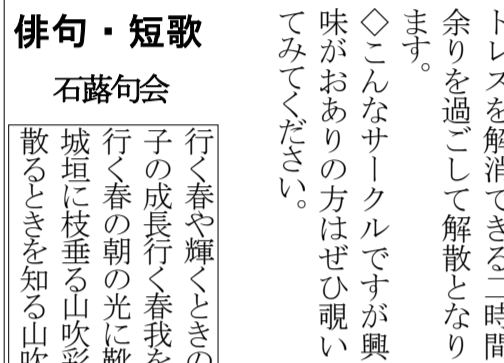 トレスを解消できる二時間
余りを過ごして解散となり
ます。
◇こんなサークルですが興
味がおありの方はぜひ覗い
てみてください。
俳句・短歌
石蕗句会
行く春や輝くときの
子の成長行く春我を
行く春の朝の光に靴
城垣に枝垂る山吹彩
散るときを知る山吹